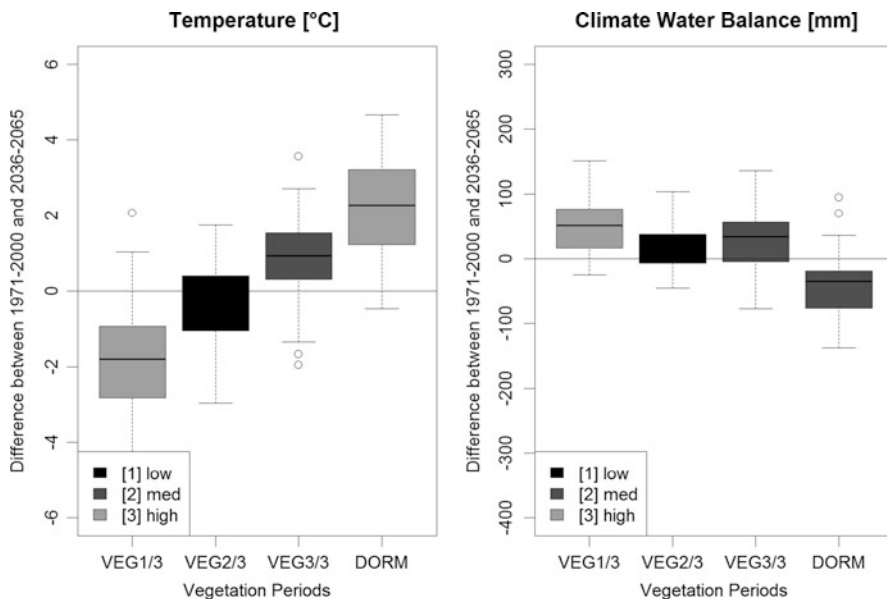 Temperature [°C]
Difference between 1971-2000 and 2036-2065
6
4
2
0
-2
-4
-6
[1] low
[2] med
[3] high
VEG1/3 VEG2/3 VEG3/3 DORM
Vegetation Periods
Climate Water Balance [mm]
Difference between 1971-2000 and 2036-2065
300
200
100
0
-100
-200
-300
-400
[1] low
[2] med
[3] high
VEG1/3 VEG2/3 VEG3/3 DORM
Vegetation Periods